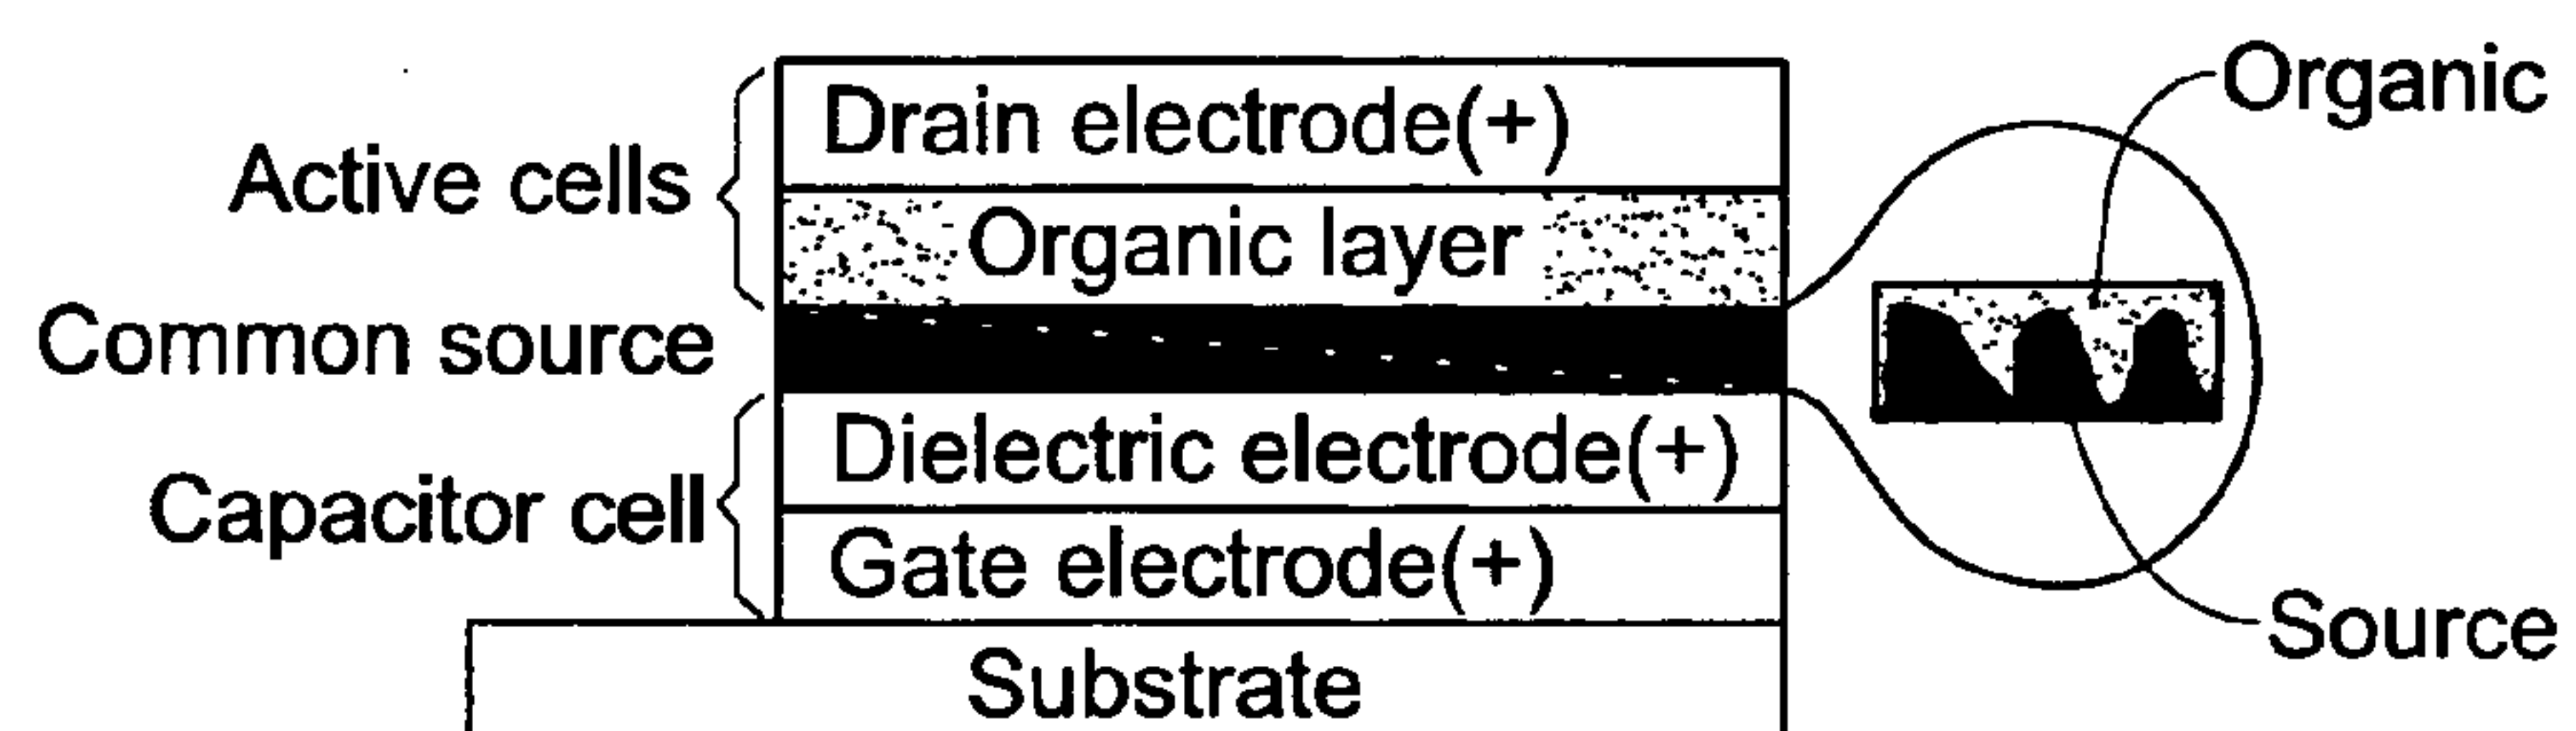 Organic
Drain electrode(+)
Active cells
Organic layer
Common source
Dielectric electrode(+)
Capacitor cell
Gate electrode(+)
Source
Substrate